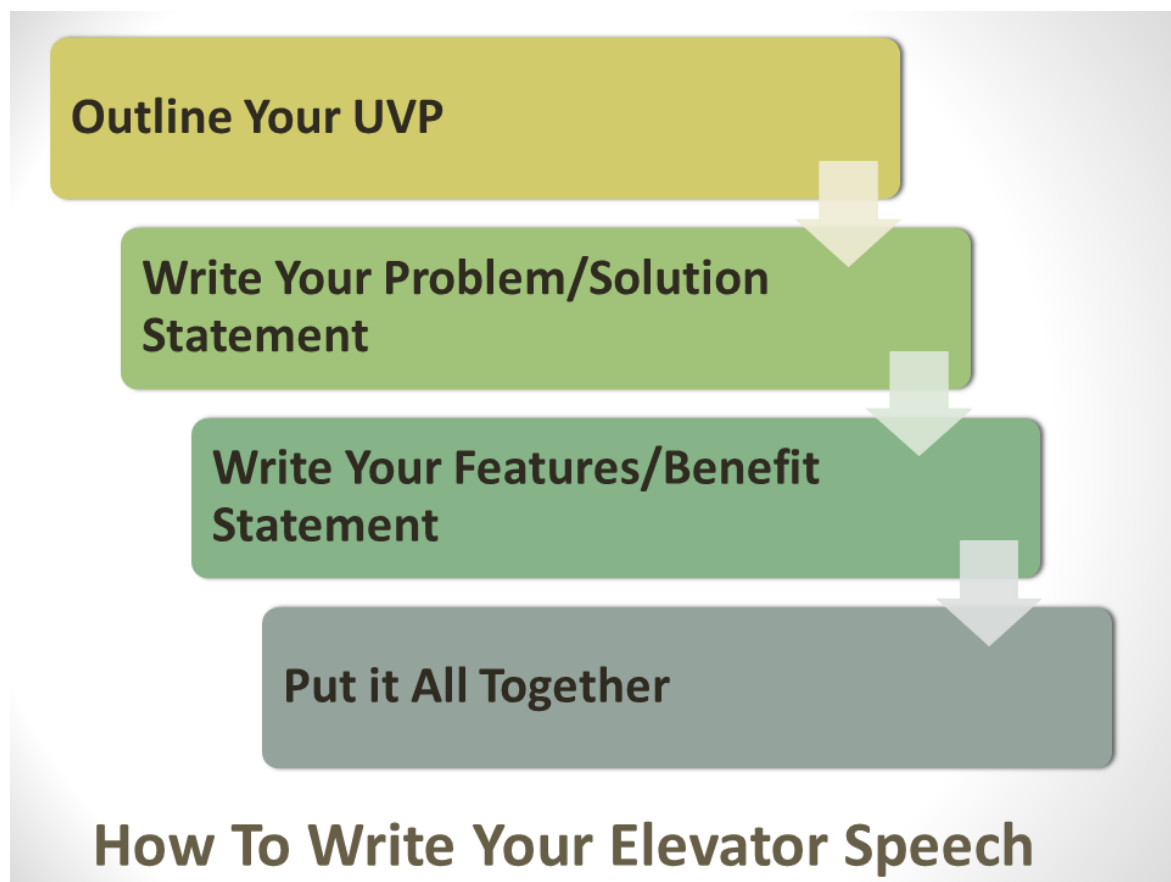 Outline Your UVP
Write Your Problem/Solution
Statement
Write Your Features/Benefit
Statement
Put it All Together
How To Write Your Elevator Speech